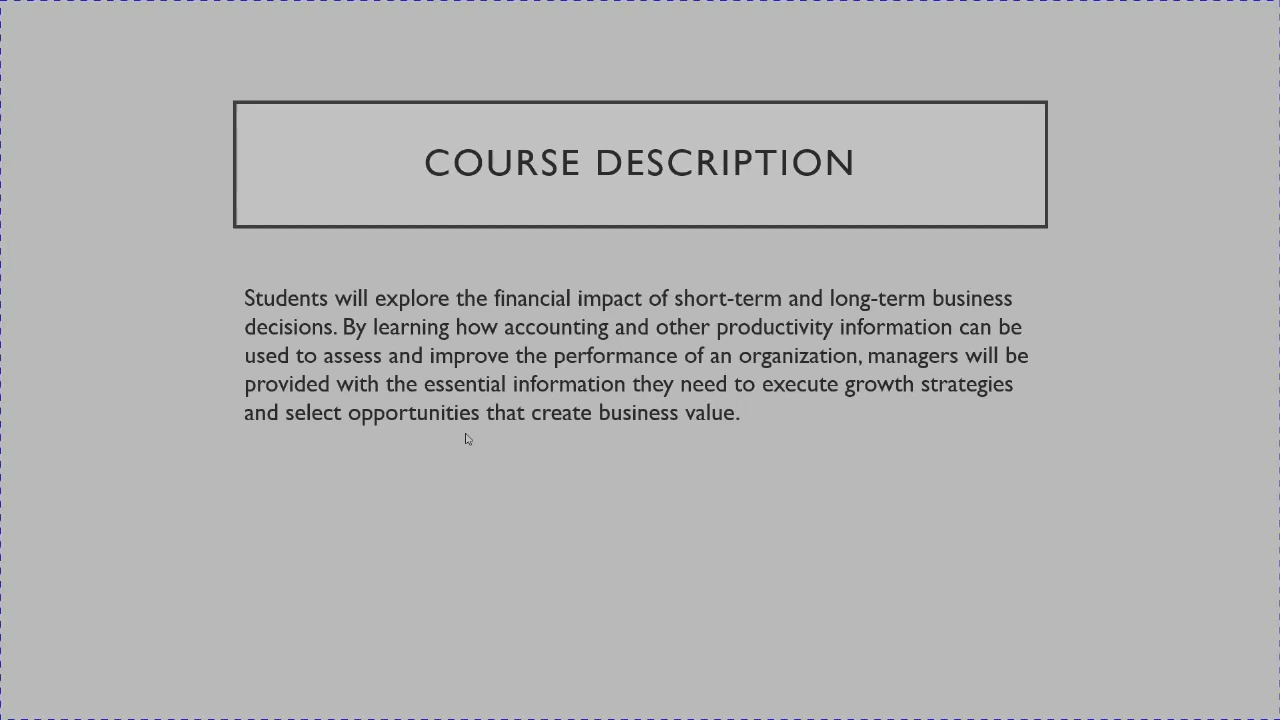 COURSE DESCRIPTION
Students will explore the financial impact of short-term and long-term business
decisions. By learning how accounting and other productivity information can be
used to assess and improve the performance of an organization, managers will be
provided with the essential information they need to execute growth strategies
and select opportunities that create business value.